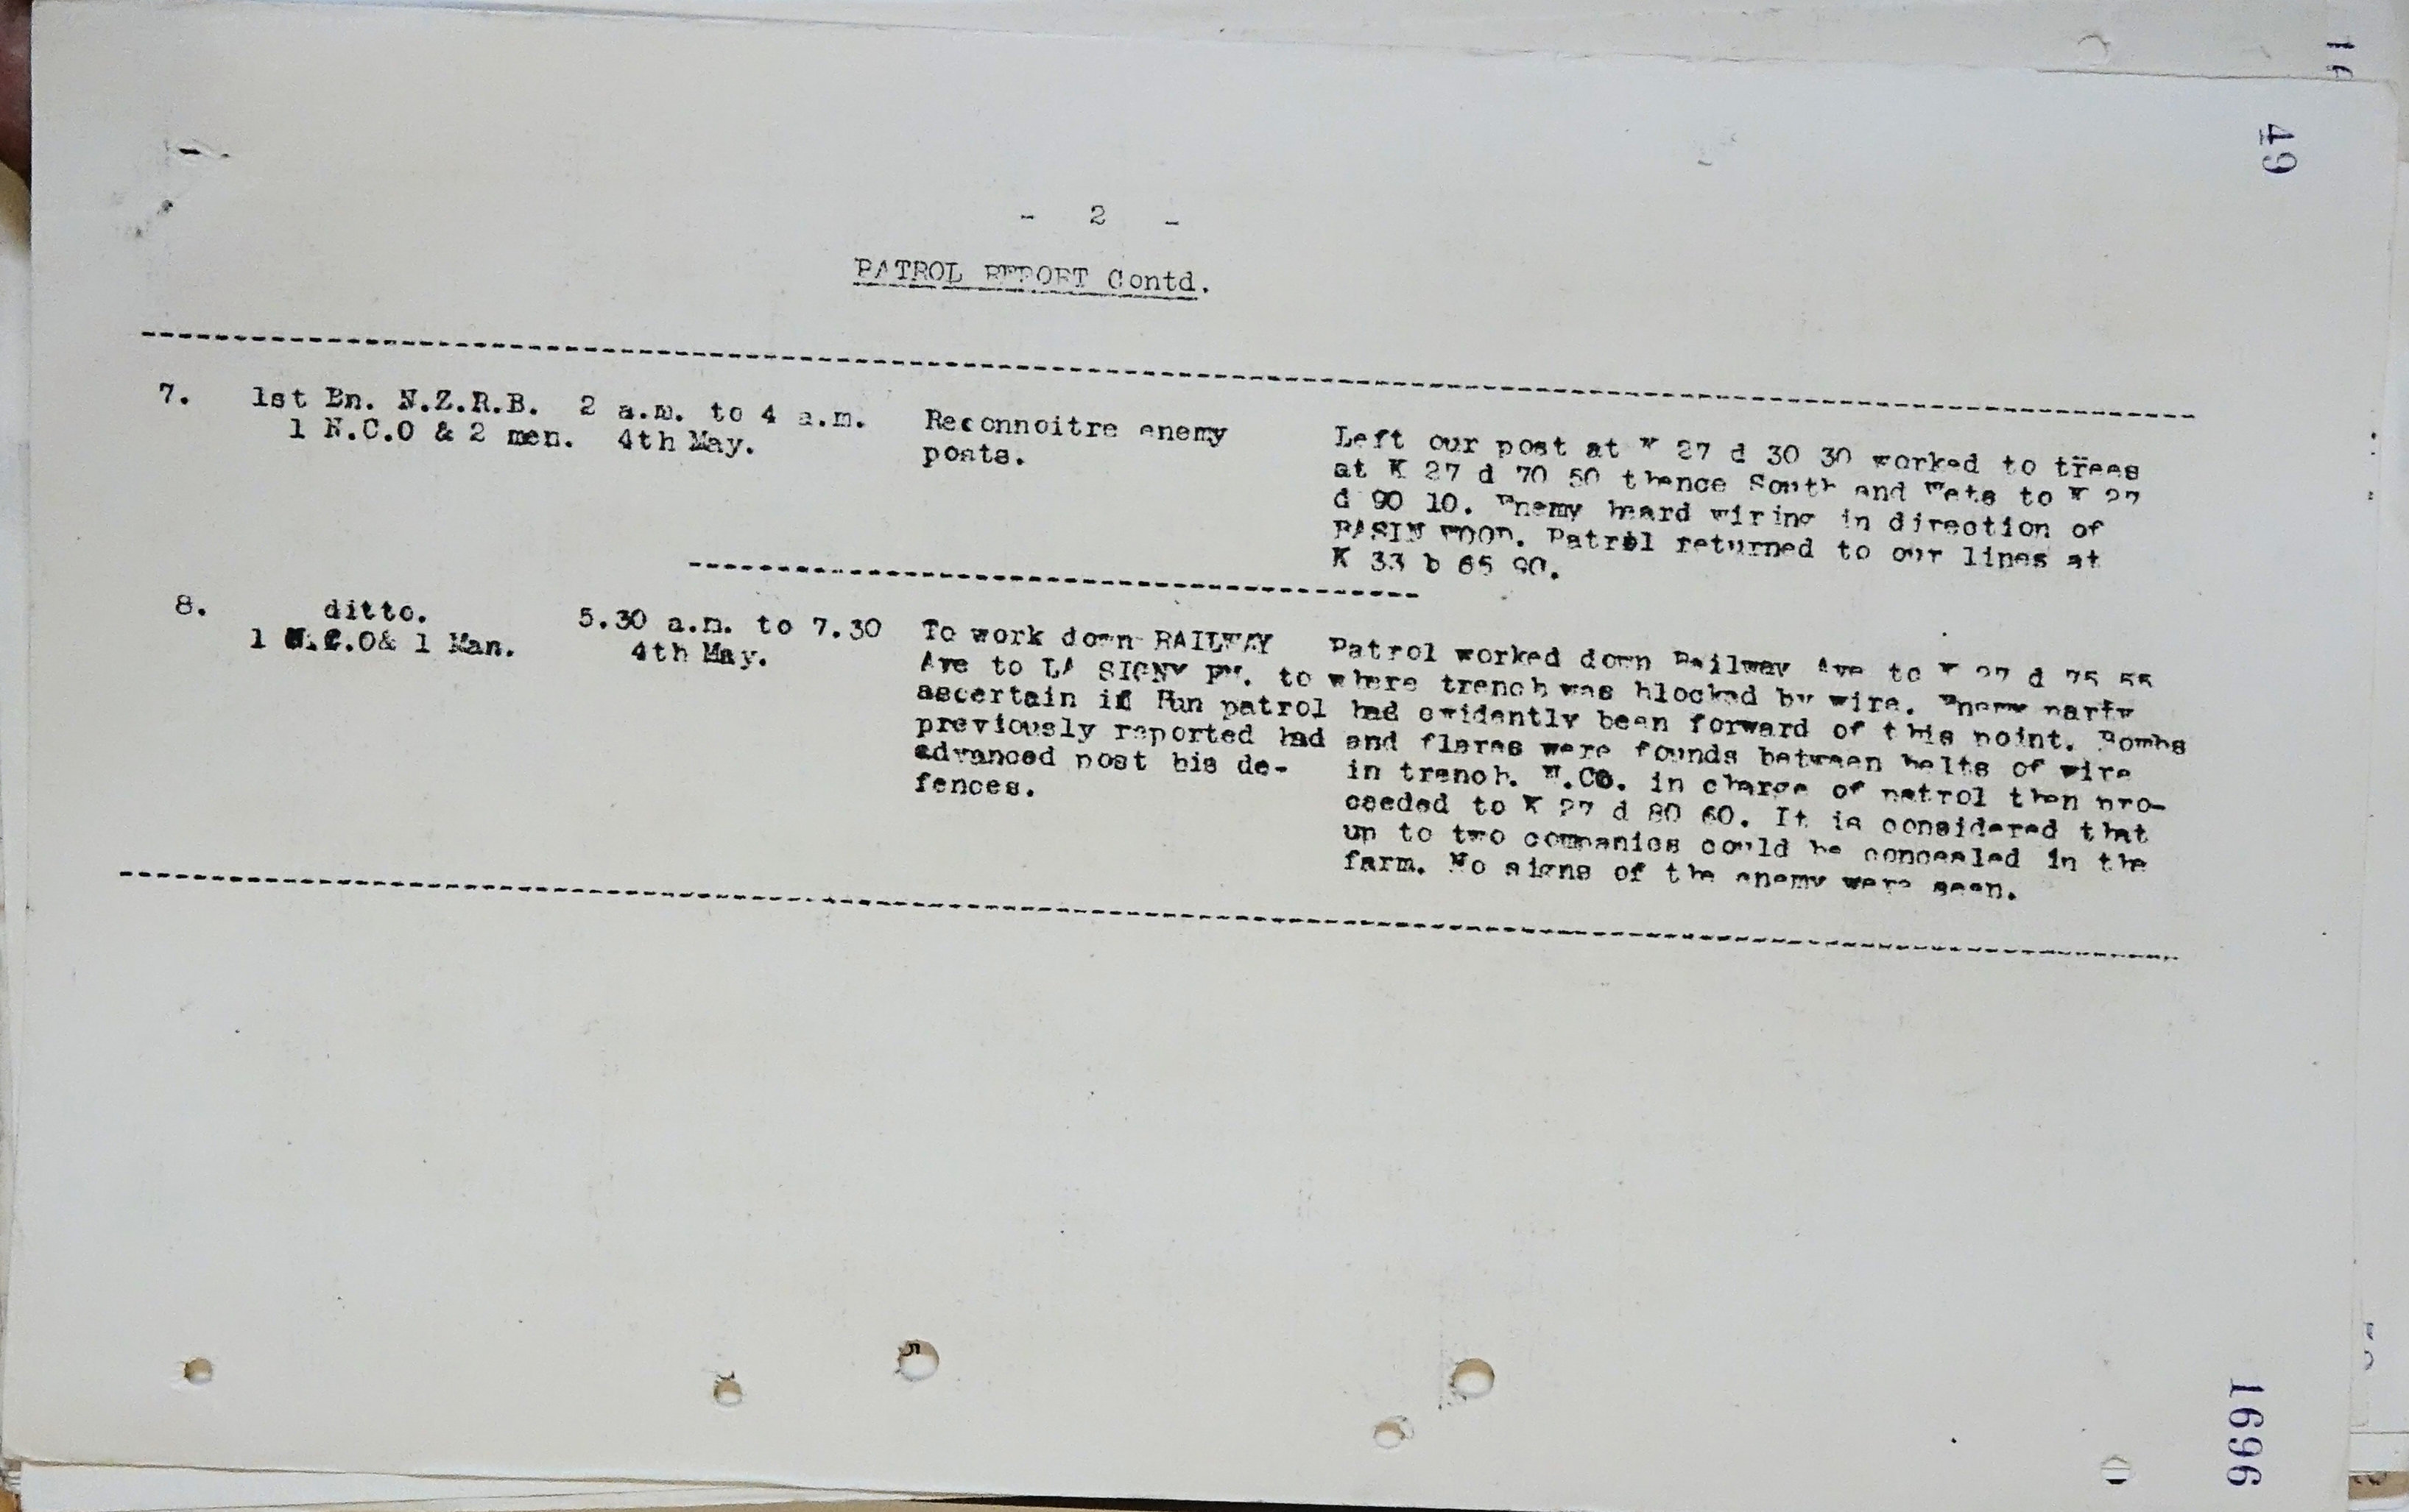 49
- 2 -
PATROL REPORT Contd.
7. 1st Bn. N.Z.R.B. 2 a.m. to 4 a.m. Reconnoitre enemy
1 N.C.O & 2 men. 4th May. posts.
Left our post at K 27 d 30 30 worked to trees
at K 27 d 70 50 thence South and Wets to K 27
d 90 10. Enemy heard wiring in direction of
BASIN WOOD. Patrol returned to our lines at
K 33 b 65 90.
8. ditto. 5.30 a.m. to 7.30
1 N.C.O& 1 Man. 4th May.
To work down RAILWAY
Ave to LA SIGNY FM. to
ascertain if Hun patrol
previously reported had
advanced post his de-
fences.
Patrol worked down Railway Ave to K 27 d 75 55
where trench was blocked by wire. Enemy party
had evidently been forward of this point. Bombs
and flares were founds between belts of wire
in trench. N.CO. in charge of patrol then pro-
ceeded to K 27 d 80 60. It is considered that
up to two companies could be concealed in the
farm. No signs of the enemy were seen.
1696